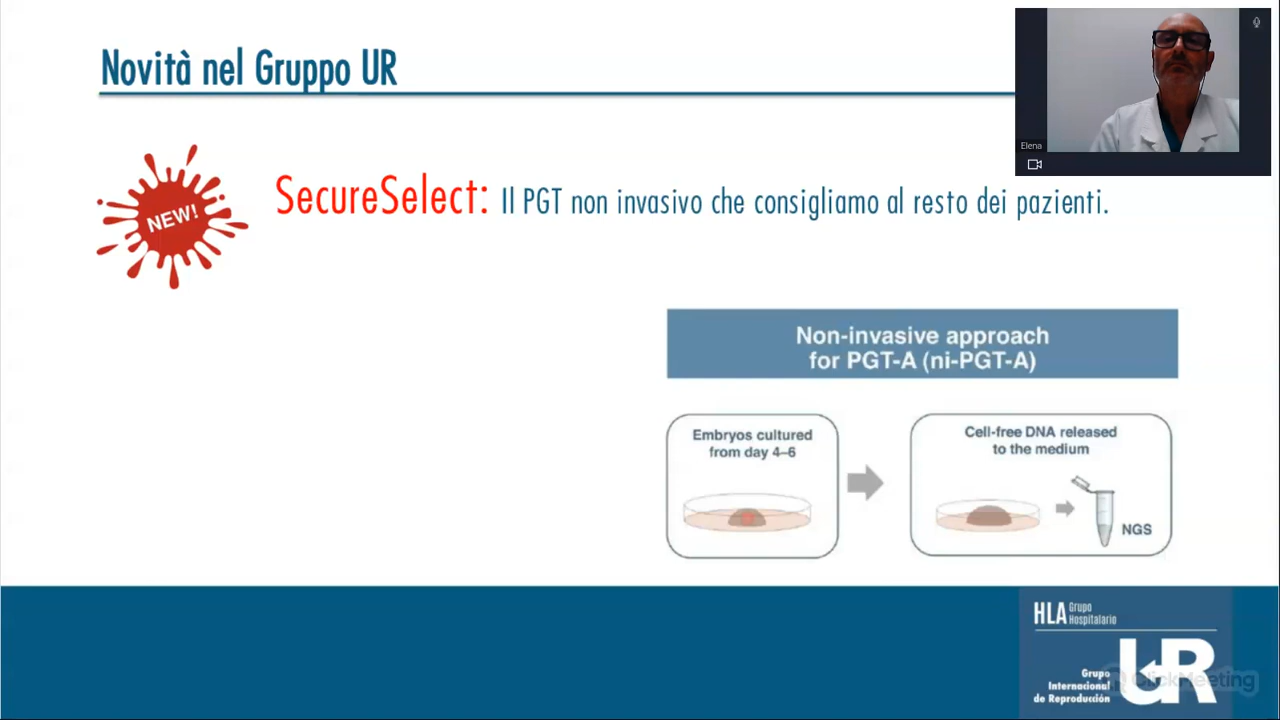 Novità nel Gruppo UR
Elena
NEW!
SecureSelect: Il PGT non invasivo che consigliamo al resto dei pazienti.
Non-invasive approach
for PGT-A (ni-PGT-A)
Embryos cultured
from day 4–6
Cell-free DNA released
to the medium
NGS
HLA Grupo
Hospitalario
UR
Grupo
Internacional
de Reproducción
ClickMeeting